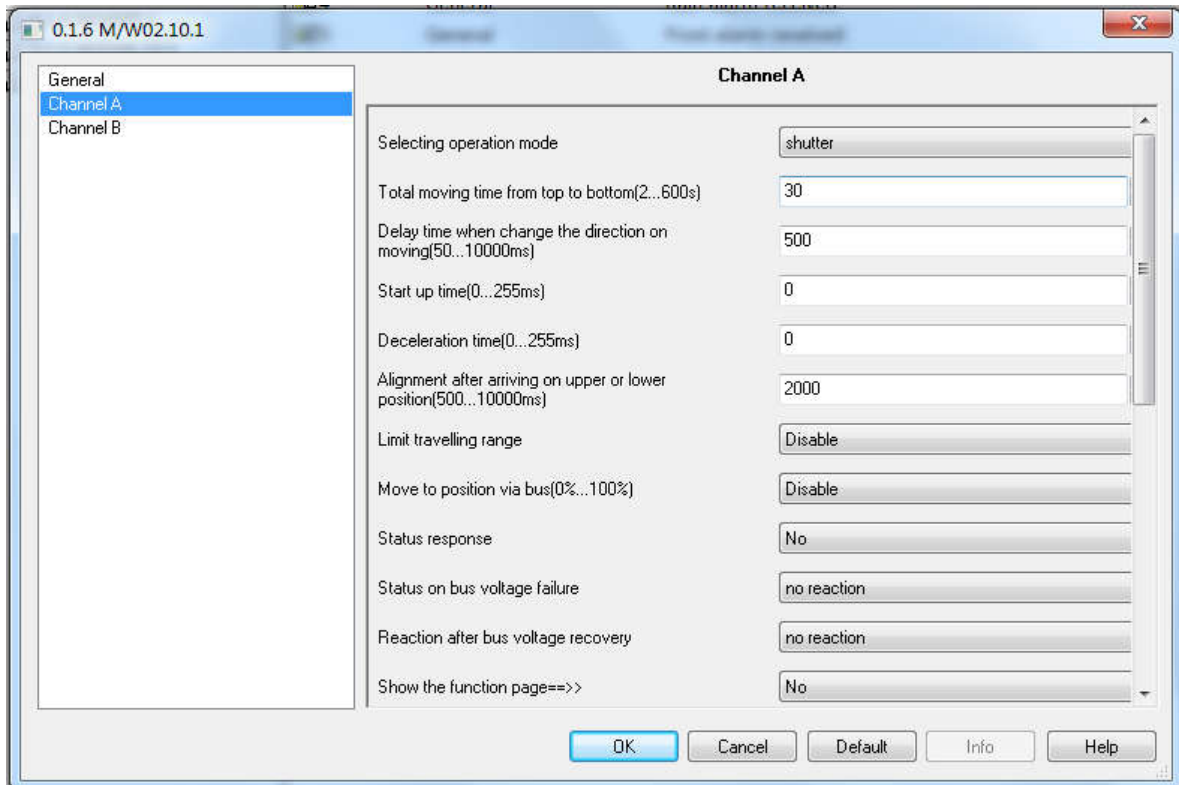 General
0.1.6 M/W02.10.1
General
General
Channel A
Channel B
Channel A
Selecting operation mode
shutter
Total moving time from top to bottom(2...600s)
30
Delay time when change the direction on
moving(50...10000ms)
500
Start up time(0...255ms)
0
Deceleration time(0...255ms)
0
Alignment after arriving on upper or lower
position(500...10000ms)
2000
Limit travelling range
Disable
Move to position via bus(0%...100%)
Disable
Status response
No
Status on bus voltage failure
no reaction
Reaction after bus voltage recovery
no reaction
Show the function page==>>
No
OK
Cancel
Default
Info
Help